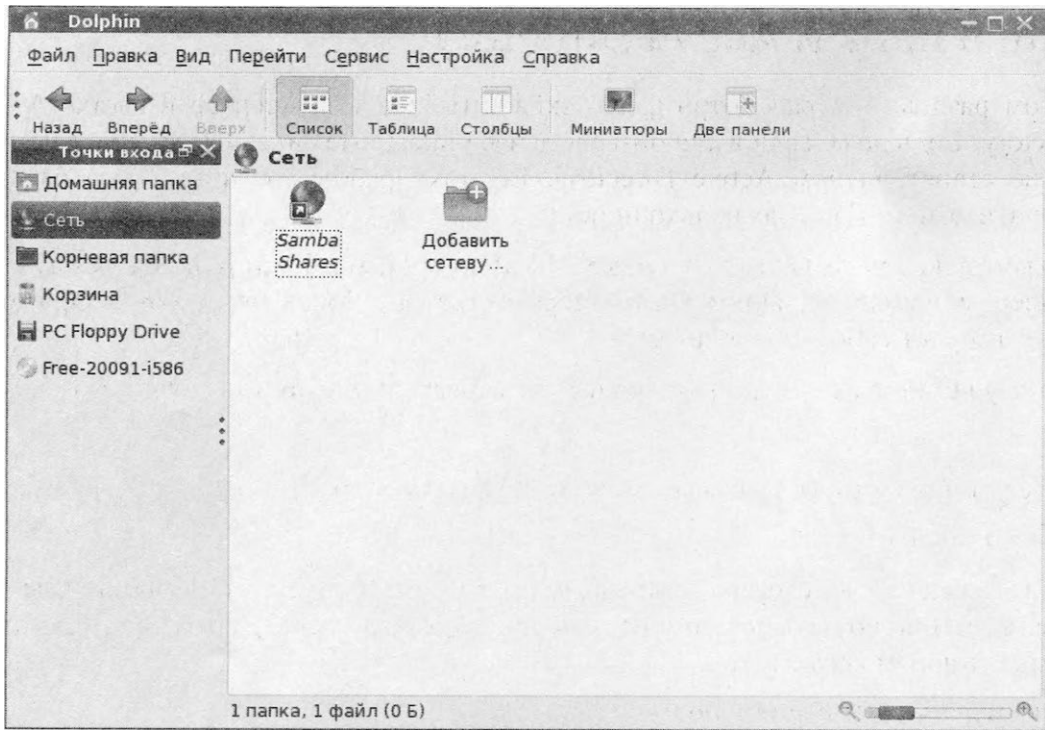 Dolphin
Файл Правка Вид Перейти Сервис Настройка Справка
Назад Вперёд Вверх Список Таблица Столбцы Миниатюры Две панели
Точки входа
Сеть
Домашняя папка
Сеть
Корневая папка
Корзина
PC Floppy Drive
Free-20091-i586
Samba
Shares
Добавить
сетеву...
1 папка, 1 файл (0 Б)